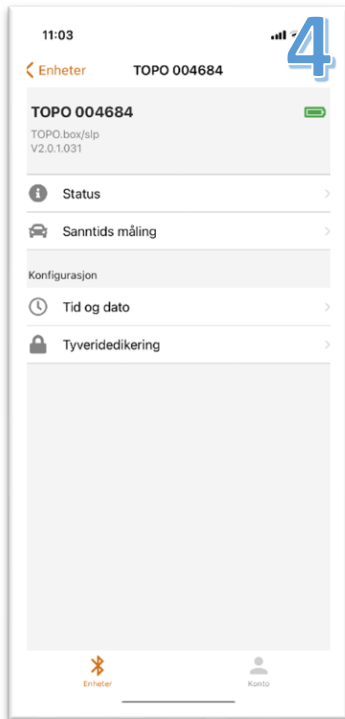 11:03
4
Enheter
TOPO 004684
TOPO 004684
TOPO.box/slp
V2.0.1.031
Status
Sanntids måling
Konfigurasjon
Tid og dato
Tyveridedikering
Enheter
Konto